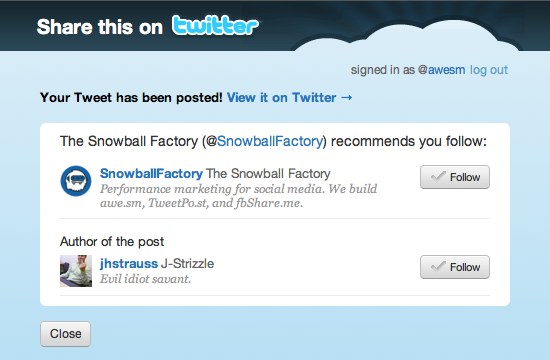 Share this on twitter
signed in as @awesm log out
Your Tweet has been posted! View it on Twitter →
The Snowball Factory (@SnowballFactory) recommends you follow:
SnowballFactory The Snowball Factory
Follow
Performance marketing for social media. We build
awe.sm, TweetPo.st, and fbShare.me.
Author of the post
jhstrauss J-Strizzle
Follow
Evil idiot savant.
Close